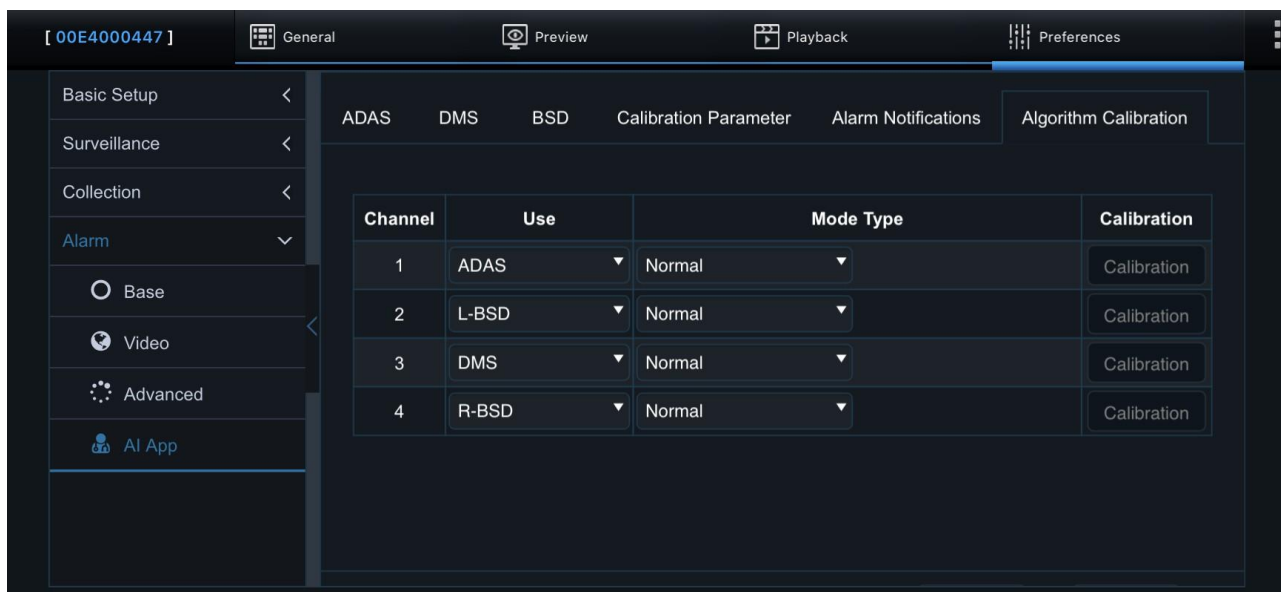 [ 00E4000447 ] General Preview Playback Preferences
Basic Setup
Surveillance
Collection
Alarm
Base
Video
Advanced
AI App
ADAS DMS BSD Calibration Parameter Alarm Notifications Algorithm Calibration
Channel Use Mode Type Calibration
1 ADAS Normal Calibration
2 L-BSD Normal Calibration
3 DMS Normal Calibration
4 R-BSD Normal Calibration